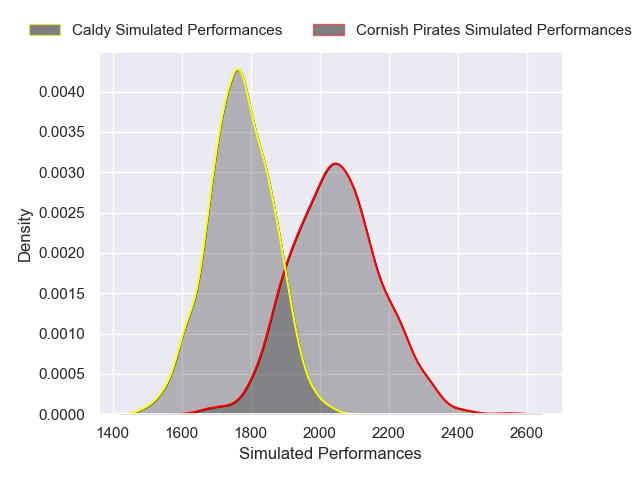 Caldy Simulated Performances
Cornish Pirates Simulated Performances
0.0040
0.0035
0.0030
0.0025
0.0020
0.0015
0.0010
0.0005
0.0000
Density
1400 1600 1800 2000 2200 2400 2600
Simulated Performances